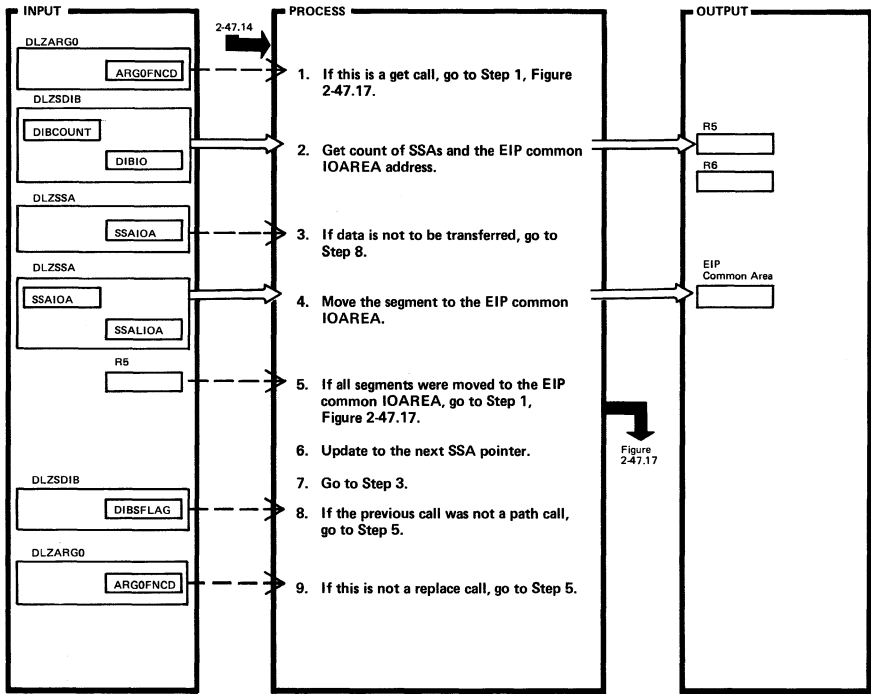 INPUT
PROCESS
OUTPUT
2-47.14
DLZARG0
ARG0FNCD
1. If this is a get call, go to Step 1, Figure
2-47.17.
DLZSDIB
DIBCOUNT
DIBIO
2. Get count of SSAs and the EIP common
IOAREA address.
R5
R6
DLZSSA
SSAIOA
3. If data is not to be transferred, go to
Step 8.
DLZSSA
SSAIOA
SSALIOA
4. Move the segment to the EIP common
IOAREA.
EIP
Common Area
R5
5. If all segments were moved to the EIP
common IOAREA, go to Step 1,
Figure 2-47.17.
Figure
2-47.17
6. Update to the next SSA pointer.
7. Go to Step 3.
DLZSDIB
DIBSFLAG
8. If the previous call was not a path call,
go to Step 5.
DLZARG0
ARG0FNCD
9. If this is not a replace call, go to Step 5.